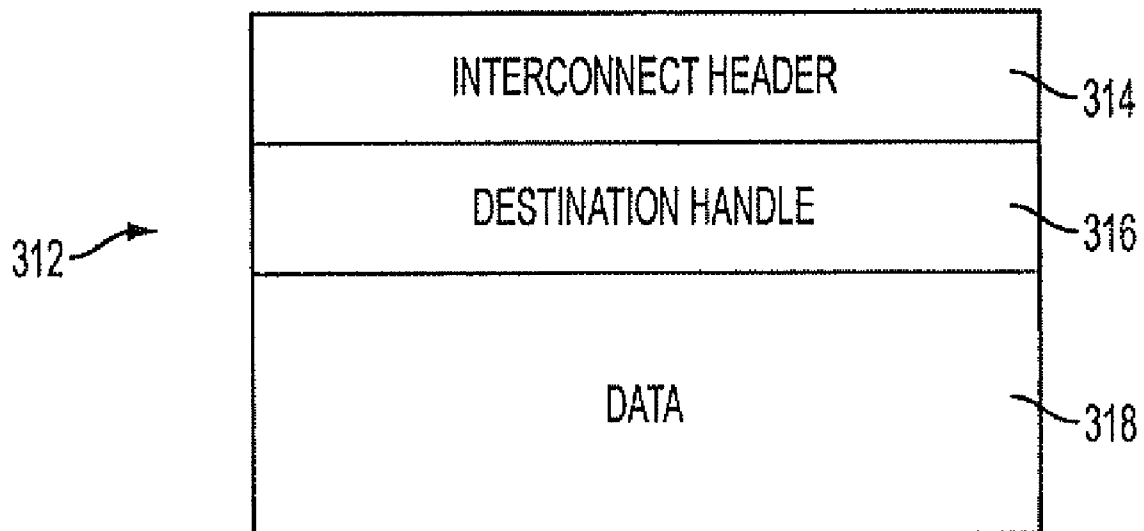 INTERCONNECT HEADER
314
DESTINATION HANDLE
316
312
DATA
318